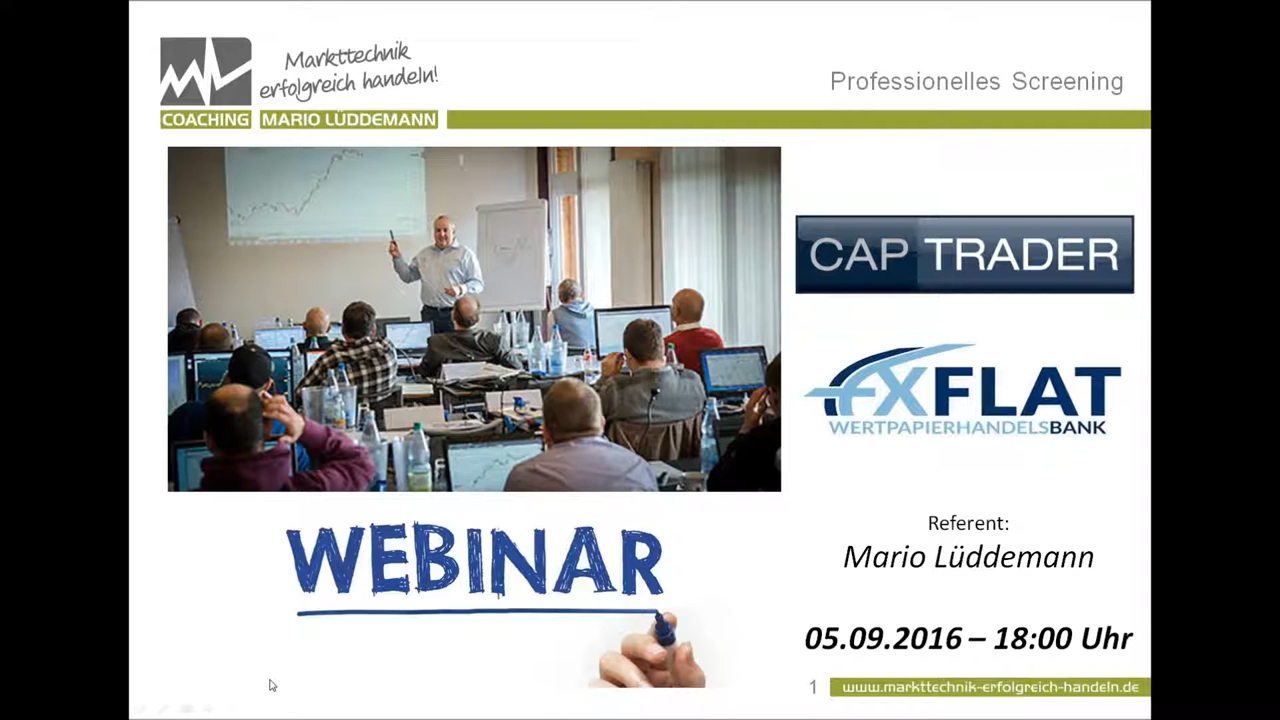 Markttechnik
erfolgreich handeln!
COACHING MARIO LÜDDEMANN
Professionelles Screening
CAP TRADER
FXFLAT
WERTPAPIERHANDELSBANK
WEBINAR
Referent:
Mario Lüddemann
05.09.2016 – 18:00 Uhr
1
www.markttechnik-erfolgreich-handeln.de